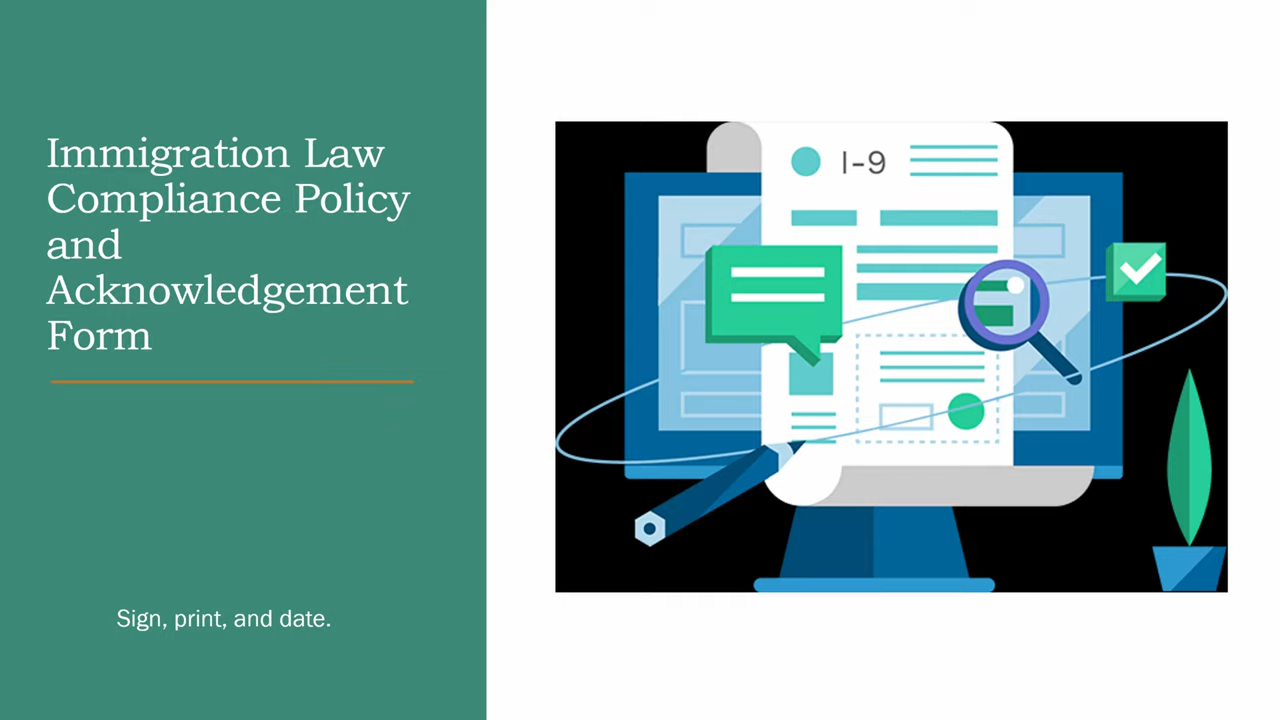 Immigration Law
Compliance Policy
and
Acknowledgement
Form
Sign, print, and date.
I-9